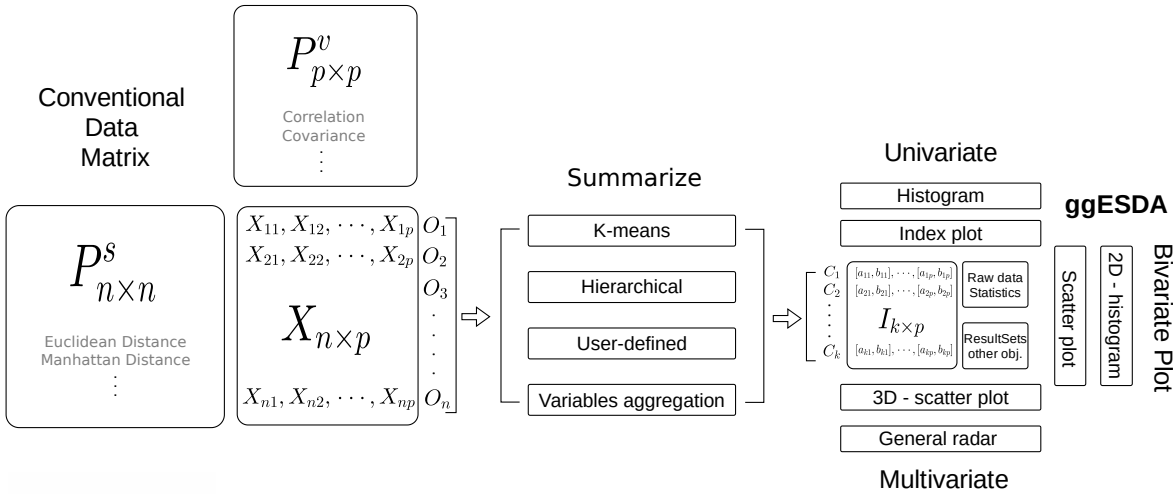 Conventional
Data
Matrix
P^v_{p×p}
Correlation
Covariance
⋮
P^s_{n×n}
Euclidean Distance
Manhattan Distance
⋮
X_{11}, X_{12}, ⋯, X_{1p} O_1
X_{21}, X_{22}, ⋯, X_{2p} O_2
O_3
X_{n×p}
⋮
X_{n1}, X_{n2}, ⋯, X_{np} O_n
Summarize
K-means
Hierarchical
User-defined
Variables aggregation
Univariate
Histogram
Index plot
C_1 [a_{11}, b_{11}], ⋯, [a_{1p}, b_{1p}]
C_2 [a_{21}, b_{21}], ⋯, [a_{2p}, b_{2p}]
⋮
I_{k×p}
C_k [a_{k1}, b_{k1}], ⋯, [a_{kp}, b_{kp}]
Raw data
Statistics
ResultSets
other obj.
3D - scatter plot
General radar
Multivariate
ggESDA
Scatter plot
2D - histogram
Bivariate Plot